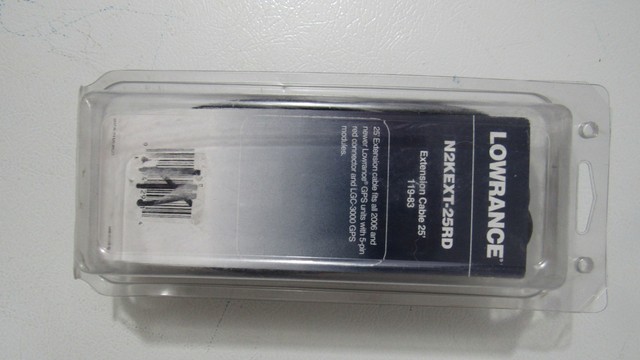 LOWRANCE®
N2KEXT-25RD
Extension Cable 25'
119-83
25' Extension cable fits all 2006 and
newer Lowrance® GPS units with 5-pin
red connector and LGC-3000 GPS
modules.